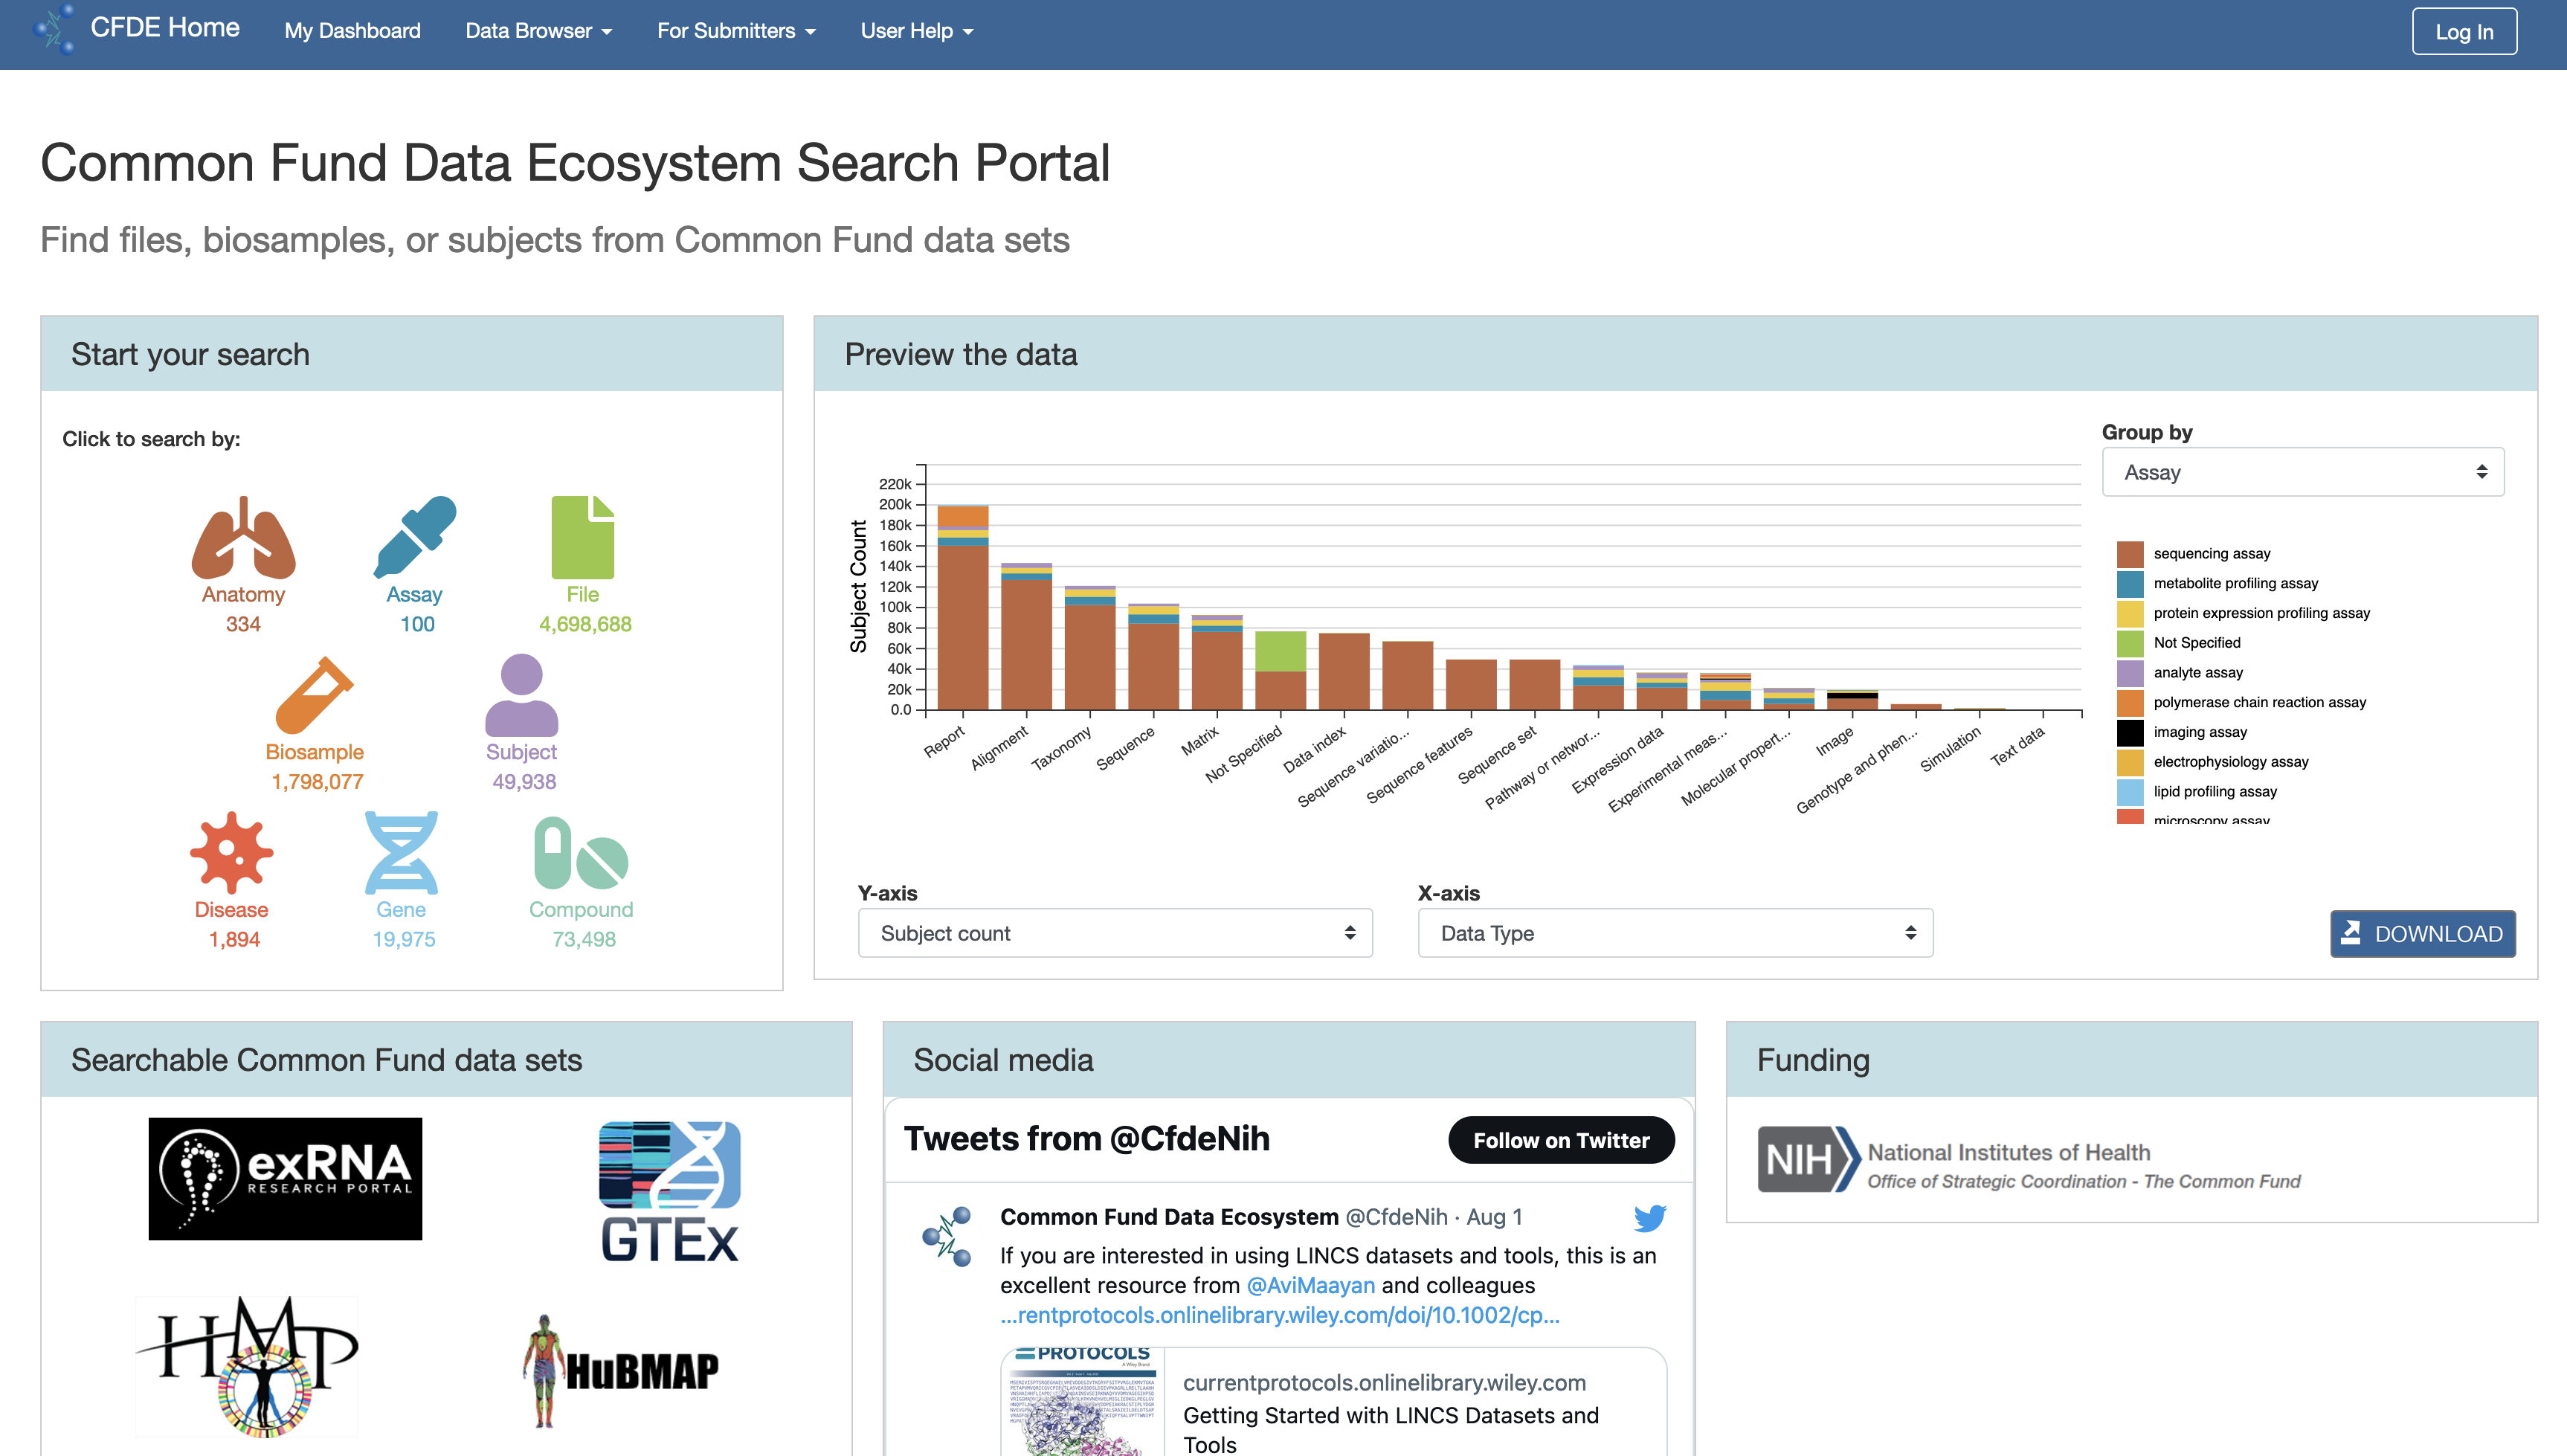 CFDE Home
My Dashboard
Data Browser
For Submitters
User Help
Log In
Common Fund Data Ecosystem Search Portal
Find files, biosamples, or subjects from Common Fund data sets
Start your search
Click to search by:
Anatomy
334
Assay
100
File
4,698,688
Biosample
1,798,077
Subject
49,938
Disease
1,894
Gene
19,975
Compound
73,498
Preview the data
Subject Count
220k
200k
180k
160k
140k
120k
100k
80k
60k
40k
20k
0.0
Report
Alignment
Taxonomy
Sequence
Matrix
Not Specified
Data index
Sequence variatio...
Sequence features
Sequence set
Pathway or networ...
Expression data
Experimental meas...
Molecular propert...
Image
Genotype and phen...
Simulation
Text data
Group by
Assay
sequencing assay
metabolite profiling assay
protein expression profiling assay
Not Specified
analyte assay
polymerase chain reaction assay
imaging assay
electrophysiology assay
lipid profiling assay
microscopy assay
Y-axis
Subject count
X-axis
Data Type
DOWNLOAD
Searchable Common Fund data sets
exRNA
RESEARCH PORTAL
GTEx
HMP
HuBMAP
Social media
Tweets from @CfdeNih
Follow on Twitter
Common Fund Data Ecosystem @CfdeNih · Aug 1
If you are interested in using LINCS datasets and tools, this is an
excellent resource from @AviMaayan and colleagues
...rentprotocols.onlinelibrary.wiley.com/doi/10.1002/cp...
PROTOCOLS
currentprotocols.onlinelibrary.wiley.com
Getting Started with LINCS Datasets and
Tools
Funding
NIH
National Institutes of Health
Office of Strategic Coordination - The Common Fund